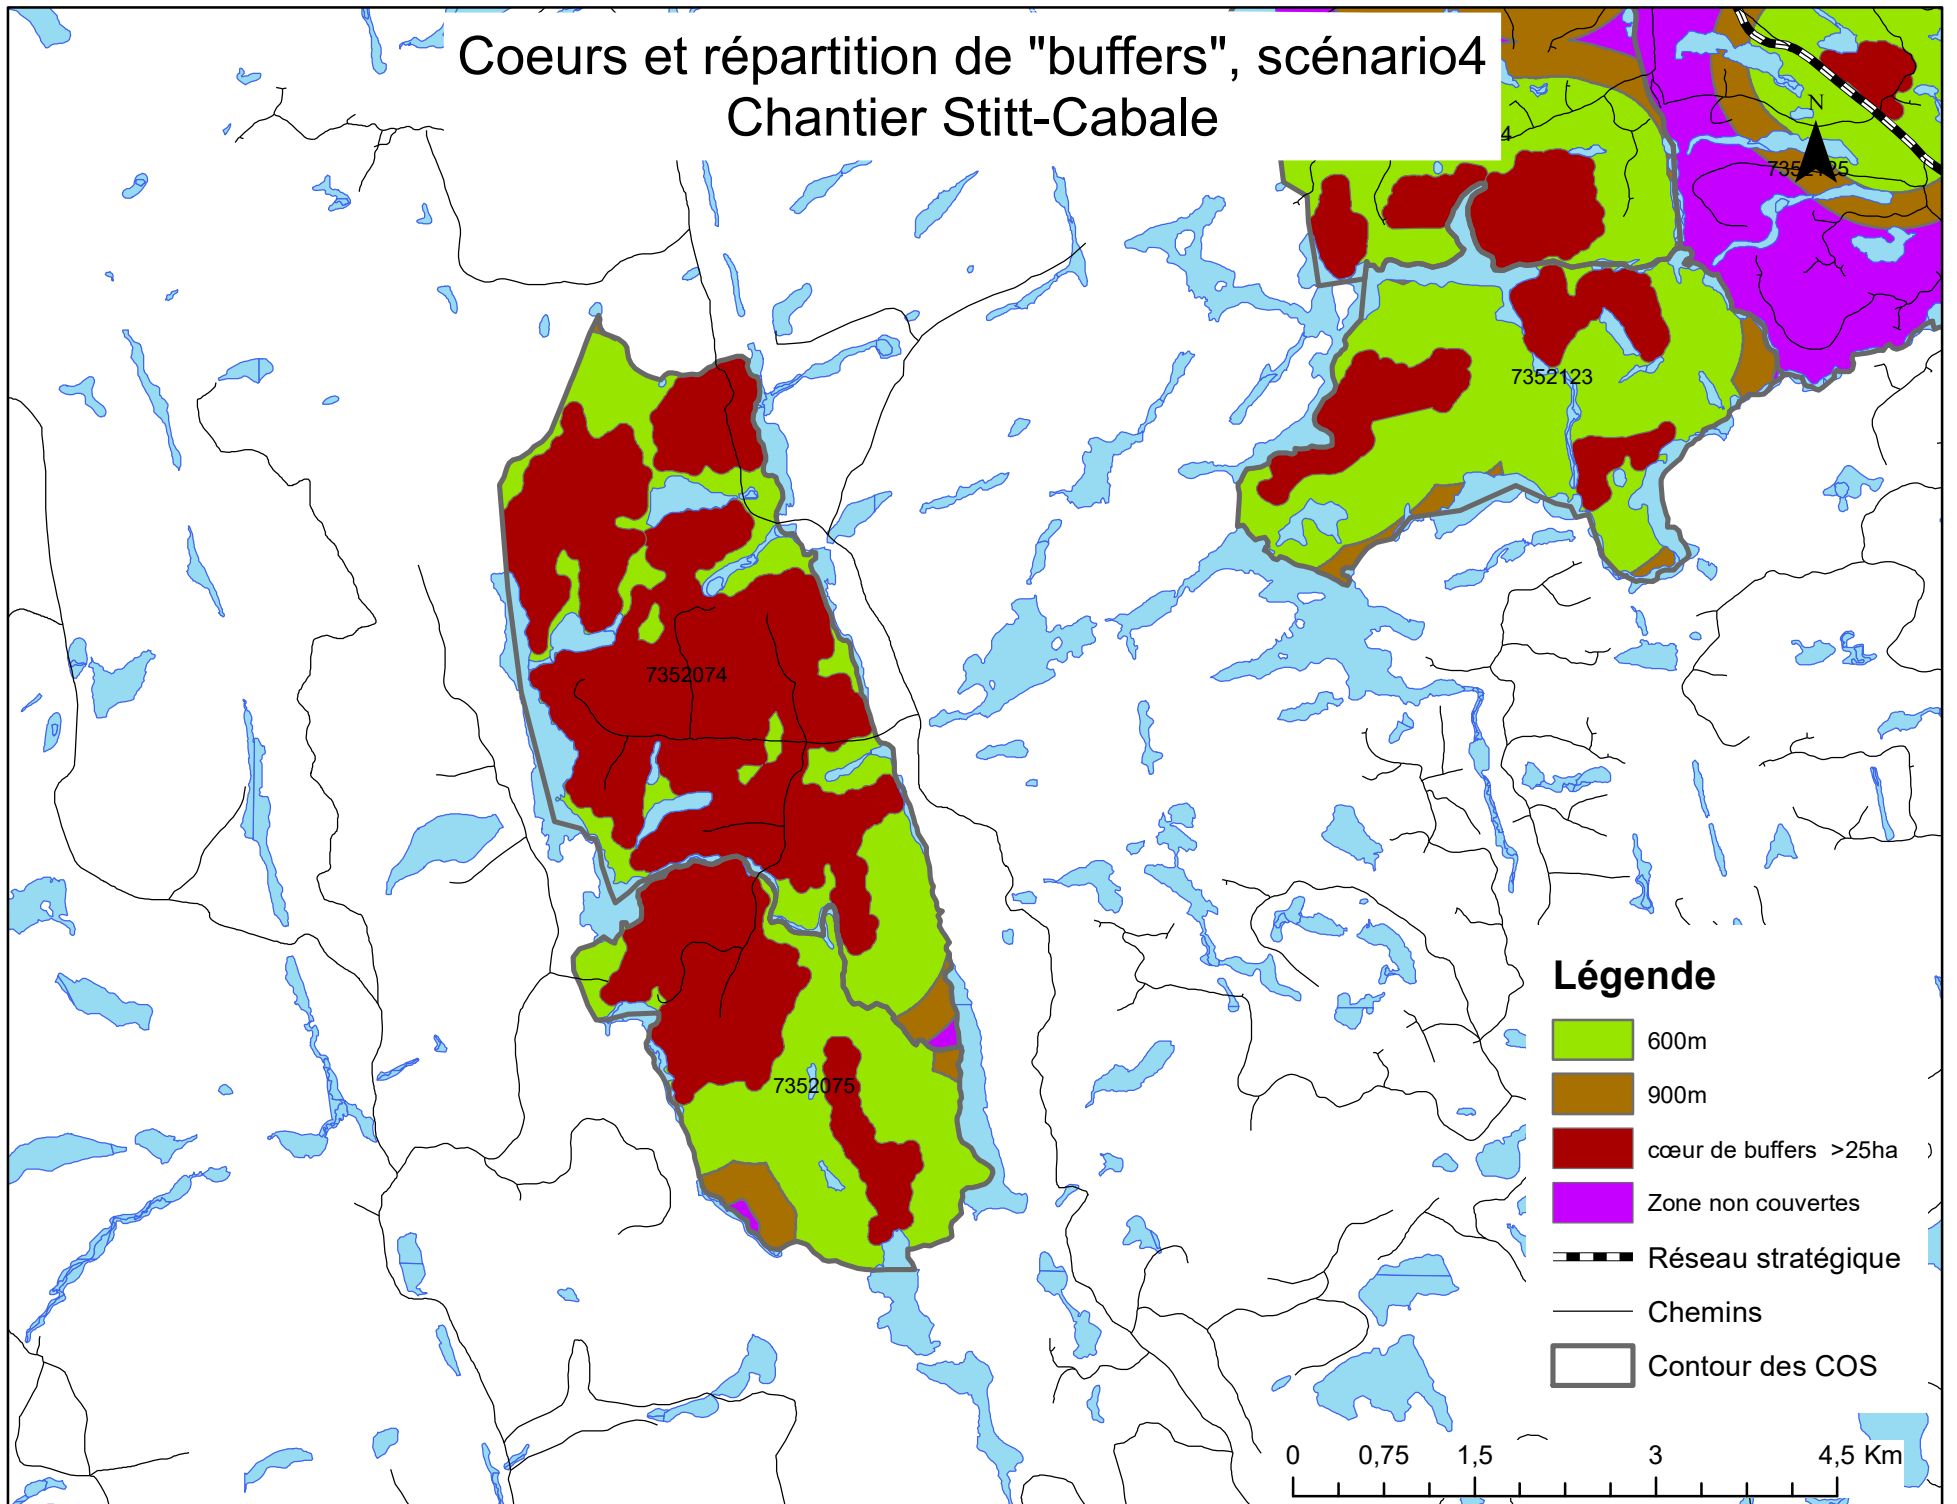 Coeurs et répartition de "buffers", scénario4
Chantier Stitt-Cabale
N
4
7352123
7352074
7352075
Légende
600m
900m
cœur de buffers >25ha
Zone non couvertes
Réseau stratégique
Chemins
Contour des COS
0 0,75 1,5 3 4,5 Km